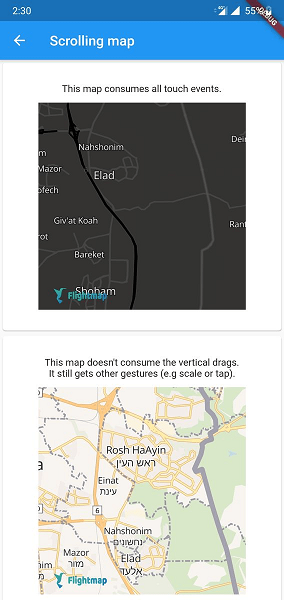 2:30
4G
55%
DEBUG
Scrolling map
This map consumes all touch events.
Nahshonim
Mazor
Elad
ofech
Giv'at Koah
rot
Rant
Bareket
Shoham
Flightmap
This map doesn't consume the vertical drags.
It still gets other gestures (e.g scale or tap).
Rosh HaAyin
ראש העין
Einat
עינת
6
Nahshonim
נחשונים
Mazor
מזור
Elad
אלעד
Flightmap